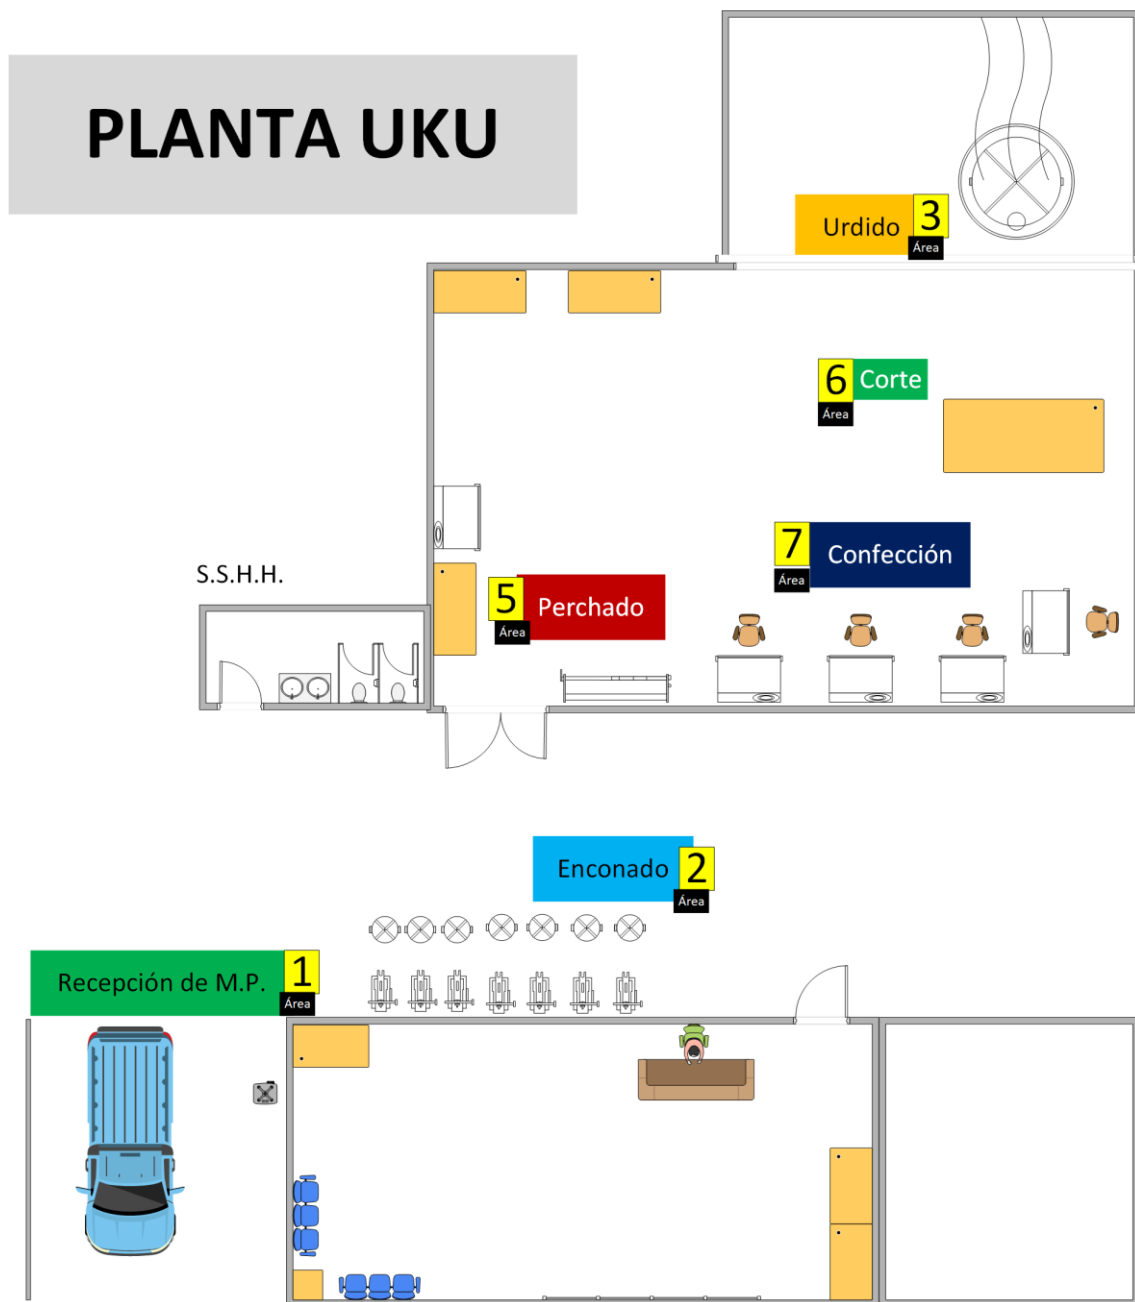 PLANTA UKU
Urdido
3
Área
6
Corte
Área
7
Confección
Área
S.S.H.H.
5
Perchado
Área
Enconado
2
Área
Recepción de M.P.
1
Área